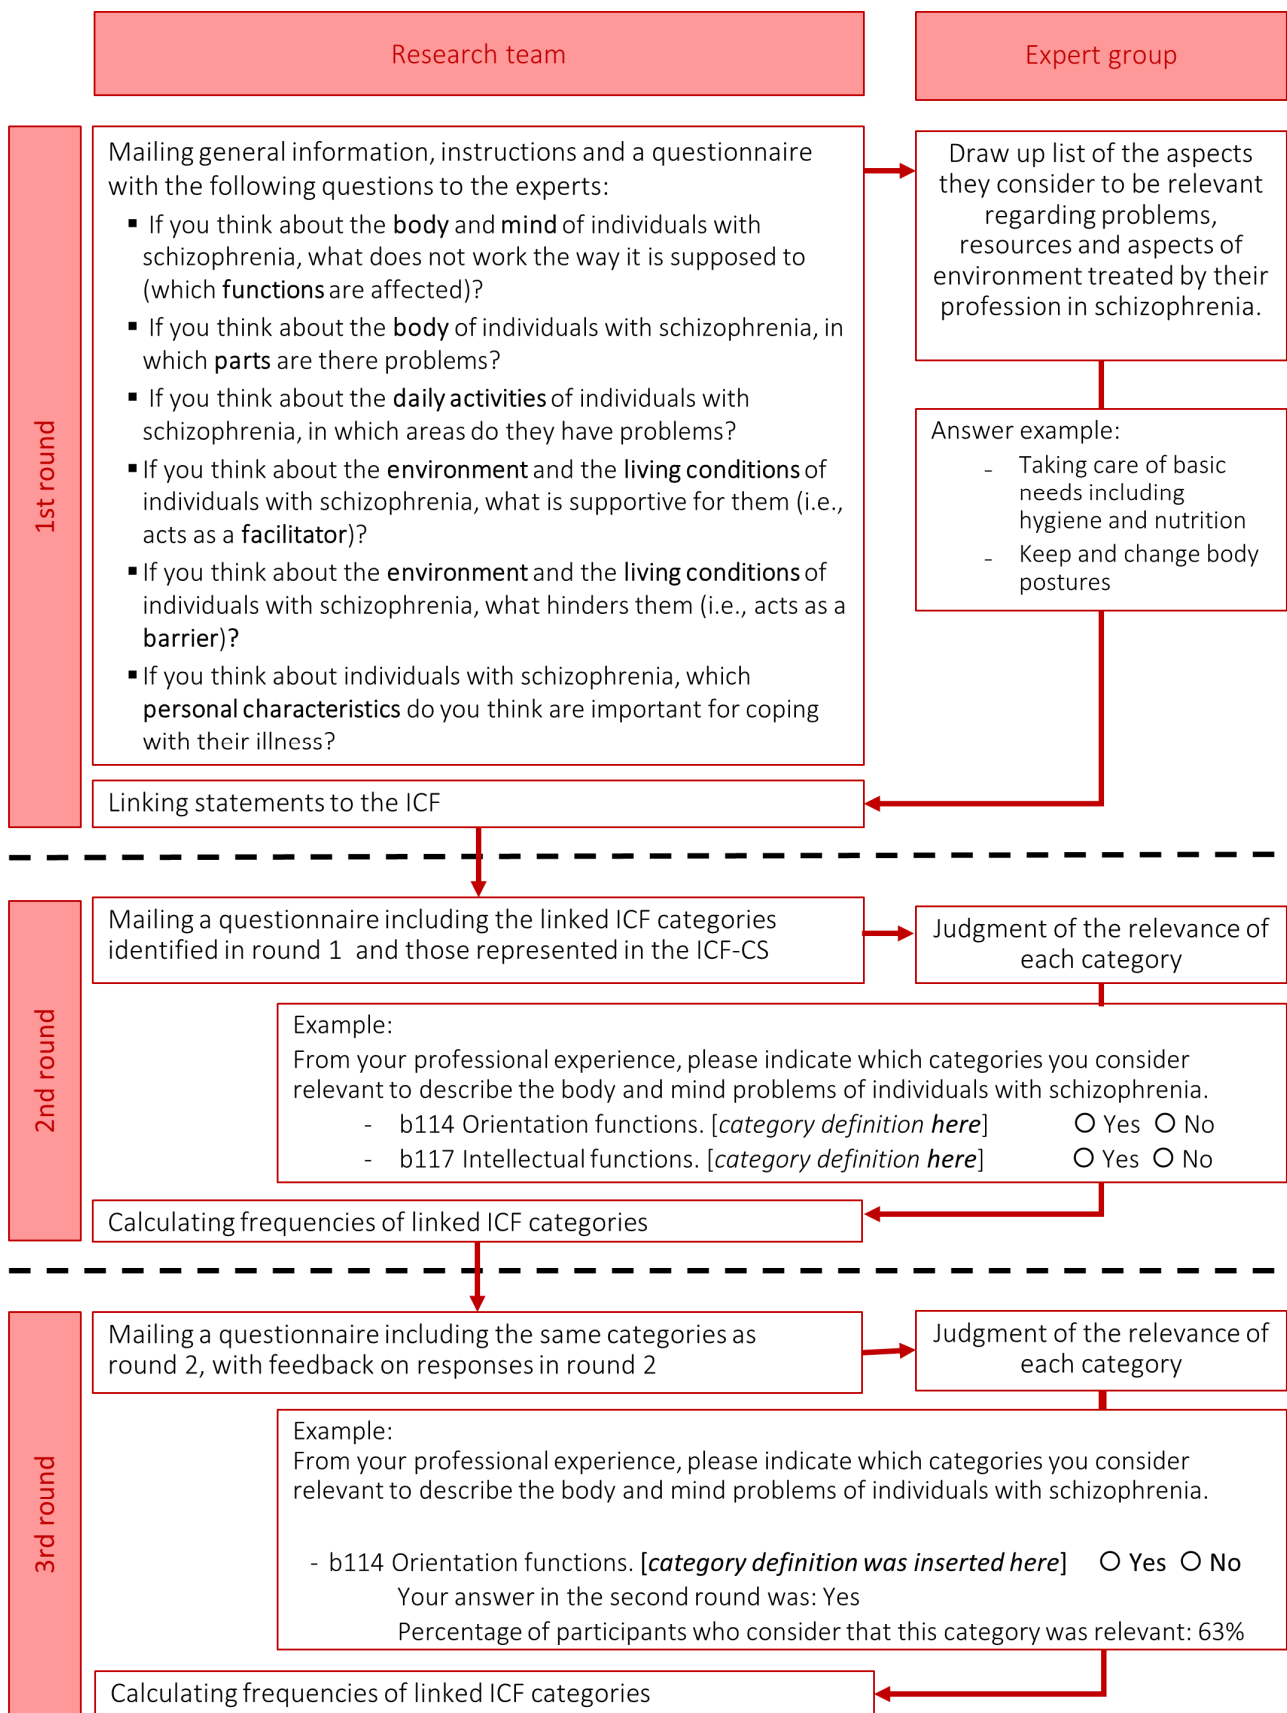 Research team
Expert group
1st round
Mailing general information, instructions and a questionnaire
with the following questions to the experts:
▪ If you think about the body and mind of individuals with
schizophrenia, what does not work the way it is supposed to
(which functions are affected)?
▪ If you think about the body of individuals with schizophrenia, in
which parts are there problems?
▪ If you think about the daily activities of individuals with
schizophrenia, in which areas do they have problems?
▪ If you think about the environment and the living conditions of
individuals with schizophrenia, what is supportive for them (i.e.,
acts as a facilitator)?
▪ If you think about the environment and the living conditions of
individuals with schizophrenia, what hinders them (i.e., acts as a
barrier)?
▪ If you think about individuals with schizophrenia, which
personal characteristics do you think are important for coping
with their illness?
Draw up list of the aspects
they consider to be relevant
regarding problems,
resources and aspects of
environment treated by their
profession in schizophrenia.
Answer example:
- Taking care of basic
needs including
hygiene and nutrition
- Keep and change body
postures
Linking statements to the ICF
2nd round
Mailing a questionnaire including the linked ICF categories
identified in round 1 and those represented in the ICF-CS
Judgment of the relevance of
each category
Example:
From your professional experience, please indicate which categories you consider
relevant to describe the body and mind problems of individuals with schizophrenia.
- b114 Orientation functions. [category definition here] O Yes O No
- b117 Intellectual functions. [category definition here] O Yes O No
Calculating frequencies of linked ICF categories
3rd round
Mailing a questionnaire including the same categories as
round 2, with feedback on responses in round 2
Judgment of the relevance of
each category
Example:
From your professional experience, please indicate which categories you consider
relevant to describe the body and mind problems of individuals with schizophrenia.
- b114 Orientation functions. [category definition was inserted here] O Yes O No
Your answer in the second round was: Yes
Percentage of participants who consider that this category was relevant: 63%
Calculating frequencies of linked ICF categories